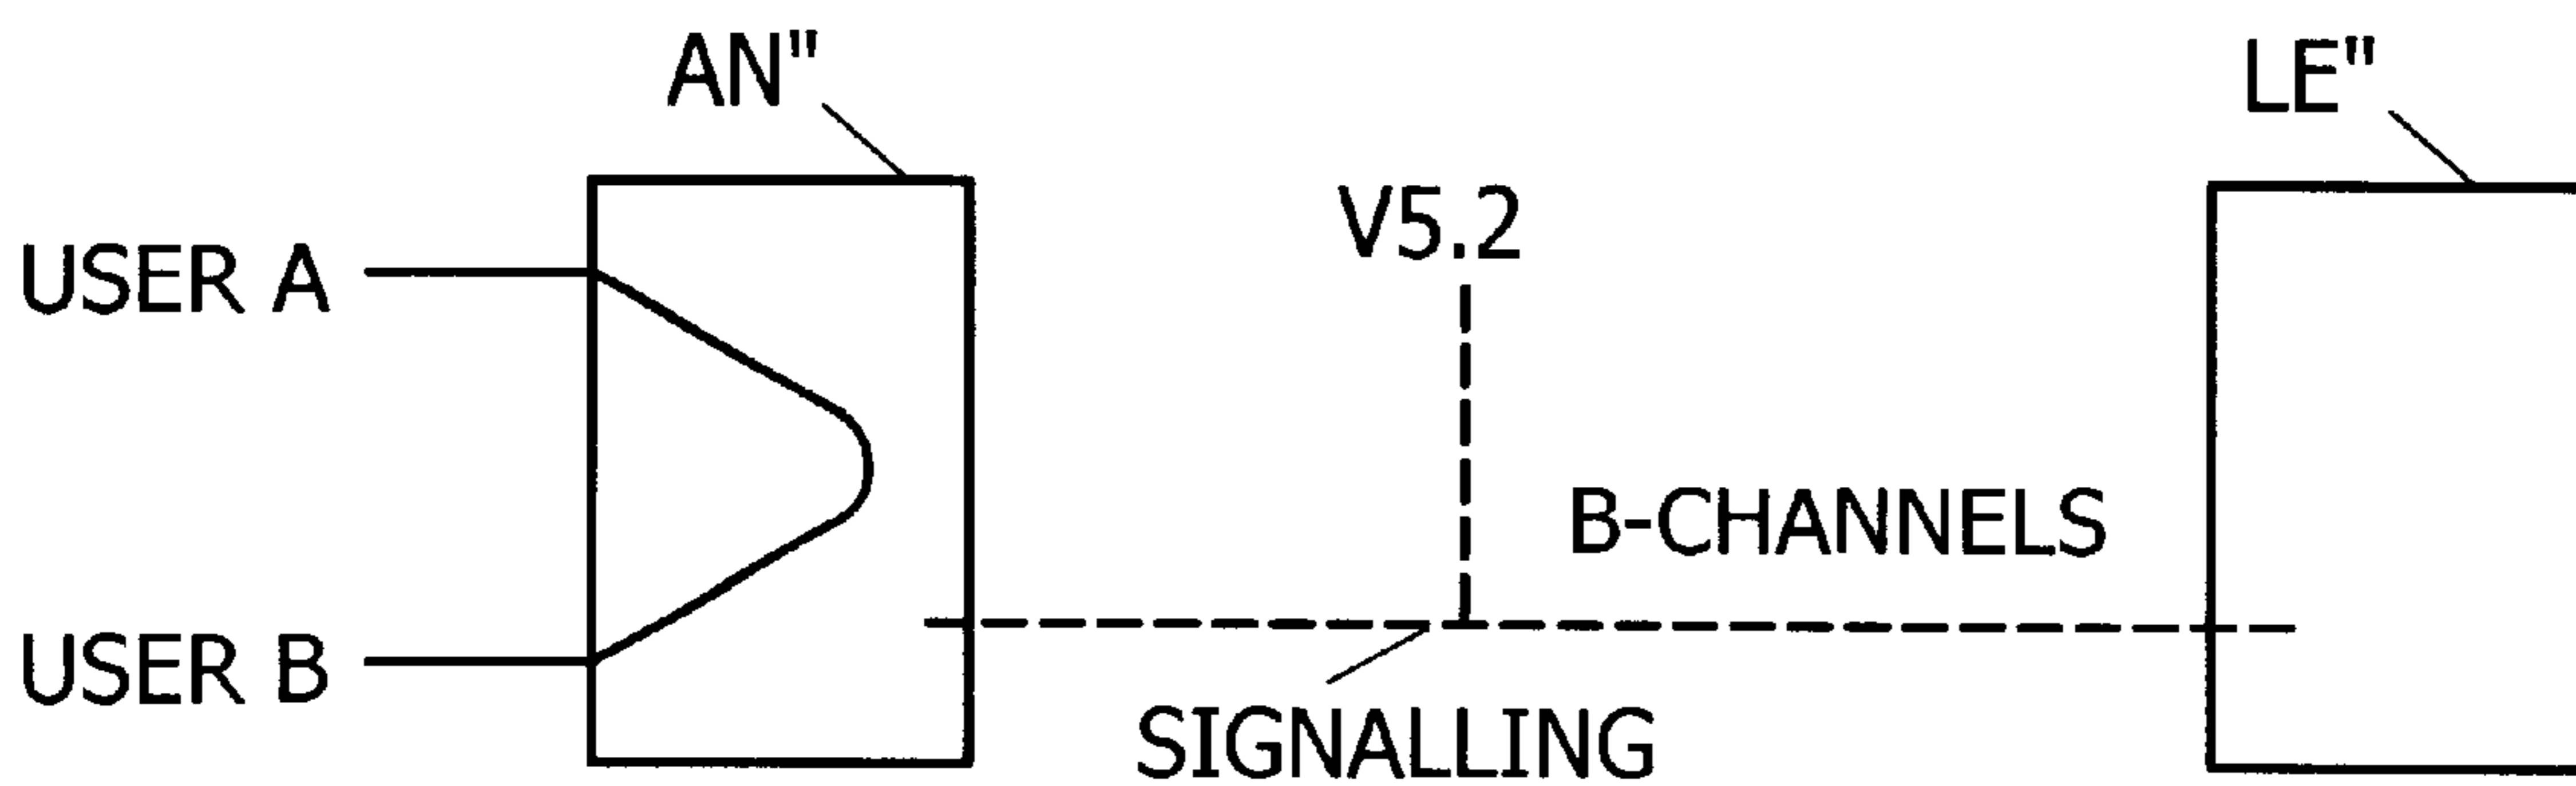 AN"
LE"
V5.2
USER A
B-CHANNELS
USER B
SIGNALLING